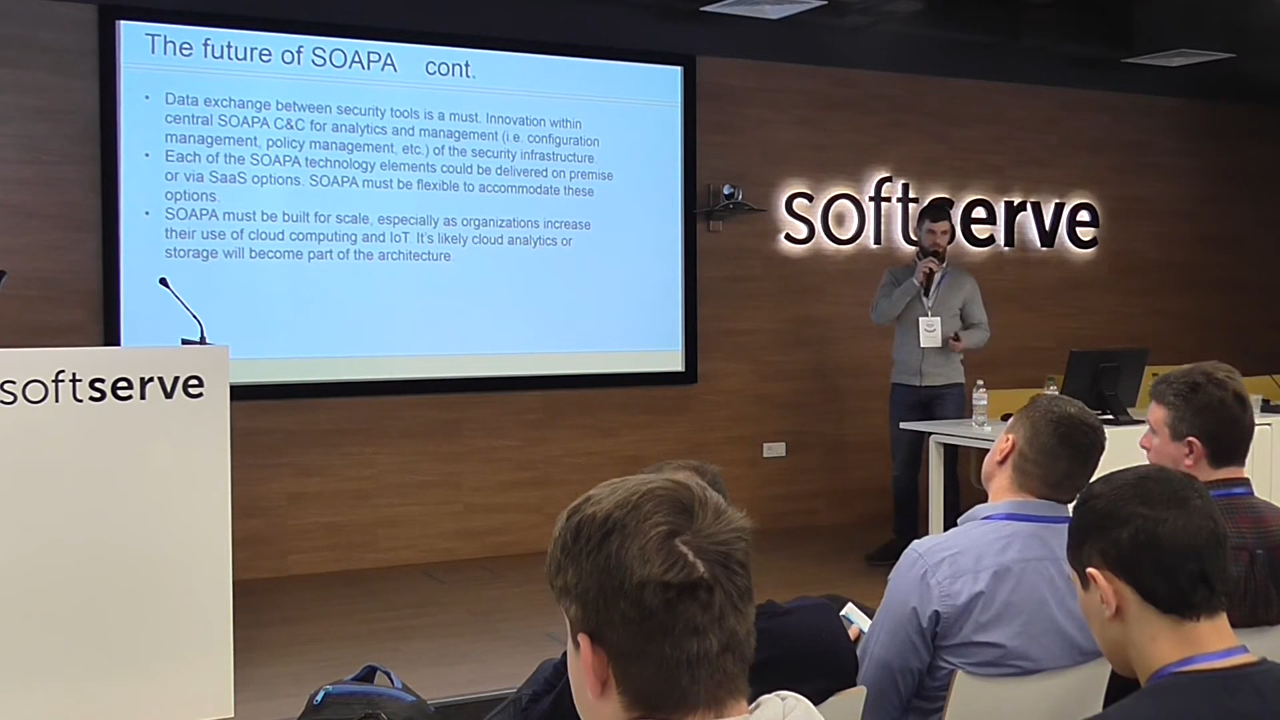 The future of SOAPA cont.
• Data exchange between security tools is a must. Innovation within
central SOAPA C&C for analytics and management (i.e. configuration
management, policy management, etc.) of the security infrastructure.
• Each of the SOAPA technology elements could be delivered on premise
or via SaaS options. SOAPA must be flexible to accommodate these
options.
• SOAPA must be built for scale, especially as organizations increase
their use of cloud computing and IoT. It's likely cloud analytics or
storage will become part of the architecture.
softserve
softserve